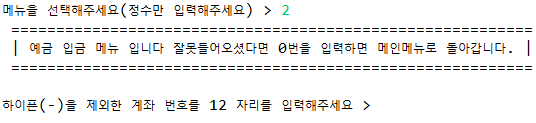 메뉴을 선택해주세요(정수만 입력해주세요) > 2
==========================================================
| 예금 입금 메뉴 입니다 잘못들어오셨다면 0번을 입력하면 메인메뉴로 돌아갑니다. |
==========================================================
하이픈(-)을 제외한 계좌 번호를 12 자리를 입력해주세요 >